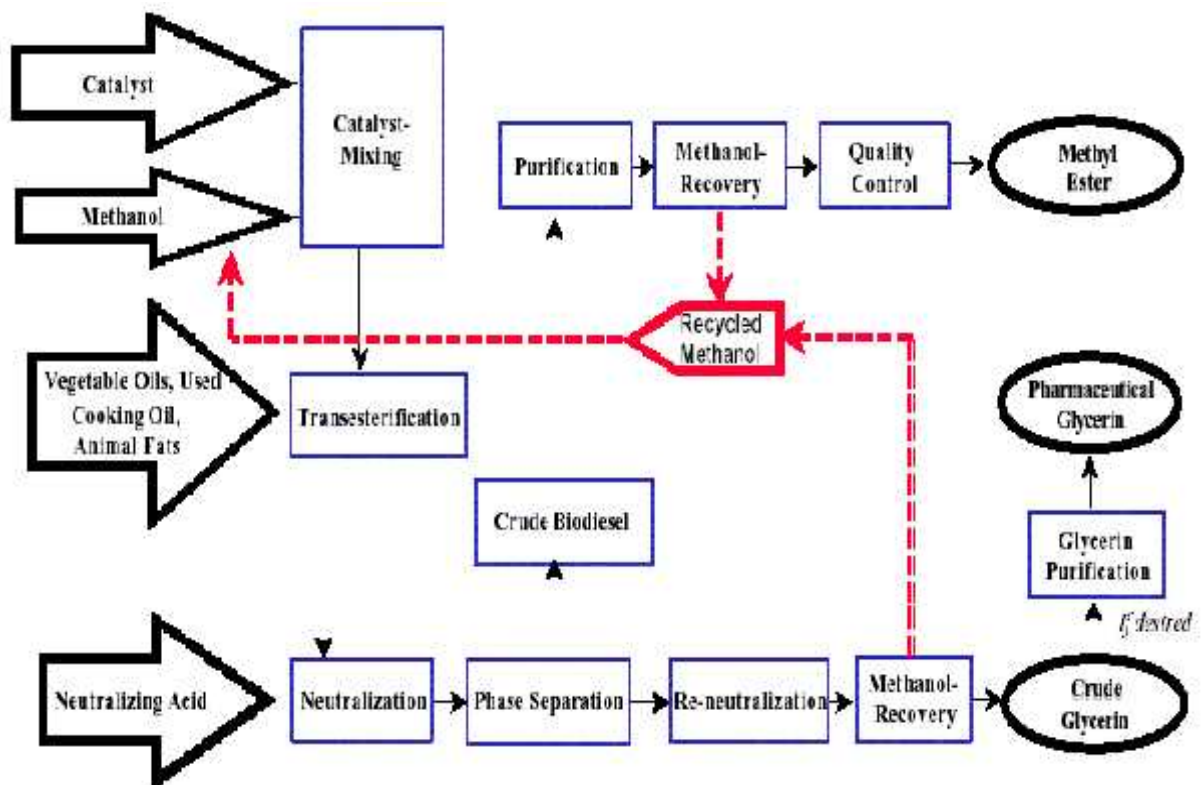 Catalyst
Methanol
Catalyst-
Mixing
Purification
Methanol-
Recovery
Quality
Control
Methyl
Ester
Recycled
Methanol
Vegetable Oils, Used
Cooking Oil,
Animal Fats
Transesterification
Pharmaceutical
Glycerin
Crude Biodiesel
Glycerin
Purification
If desired
Neutralizing Acid
Neutralization
Phase Separation
Re-neutralization
Methanol-
Recovery
Crude
Glycerin